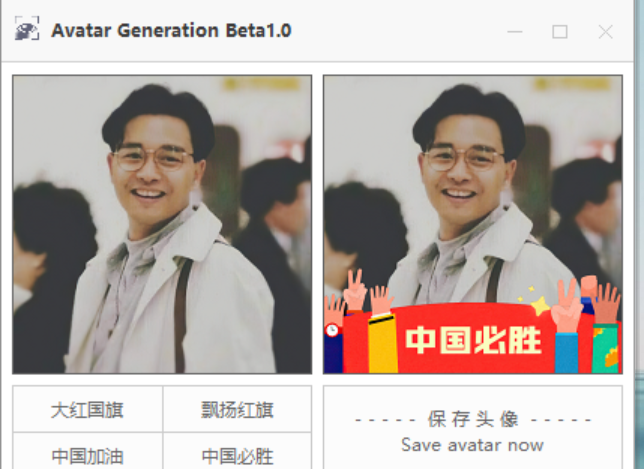 Avatar Generation Beta1.0
中国必胜
大红国旗
飘扬红旗
- - - - - 保 存 头 像 - - - - -
中国加油
中国必胜
Save avatar now